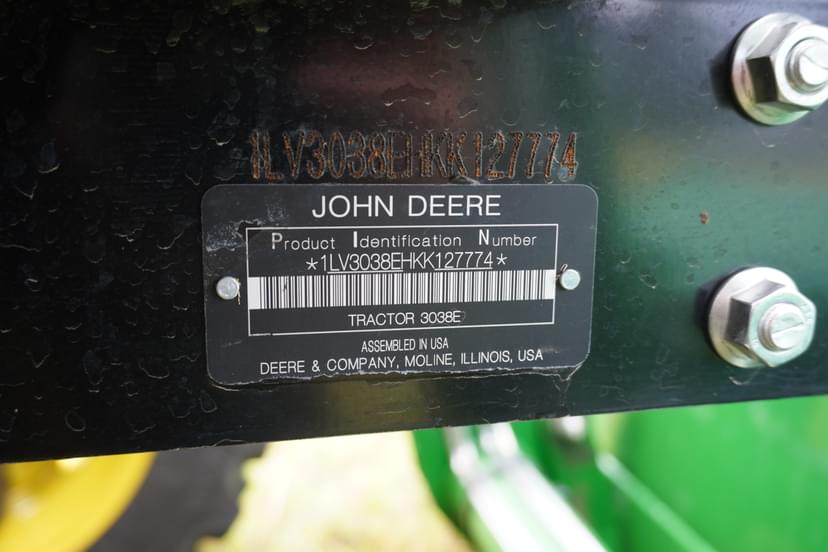 1LV3038EHKK127774
JOHN DEERE
Product Identification Number
*1LV3038EHKK127774*
TRACTOR 3038E
ASSEMBLED IN USA
DEERE & COMPANY, MOLINE, ILLINOIS, USA